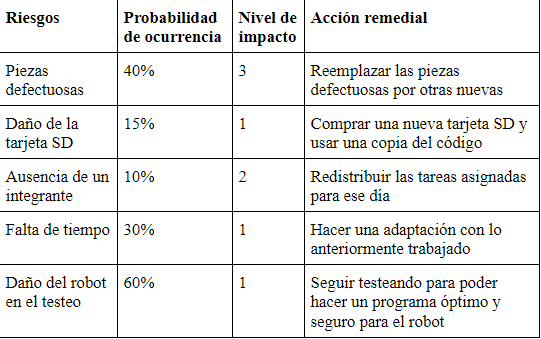 Riesgos Probabilidad de ocurrencia Nivel de impacto Acción remedial
Piezas defectuosas 40% 3 Reemplazar las piezas defectuosas por otras nuevas
Daño de la tarjeta SD 15% 1 Comprar una nueva tarjeta SD y usar una copia del código
Ausencia de un integrante 10% 2 Redistribuir las tareas asignadas para ese día
Falta de tiempo 30% 1 Hacer una adaptación con lo anteriormente trabajado
Daño del robot en el testeo 60% 1 Seguir testeando para poder hacer un programa óptimo y seguro para el robot